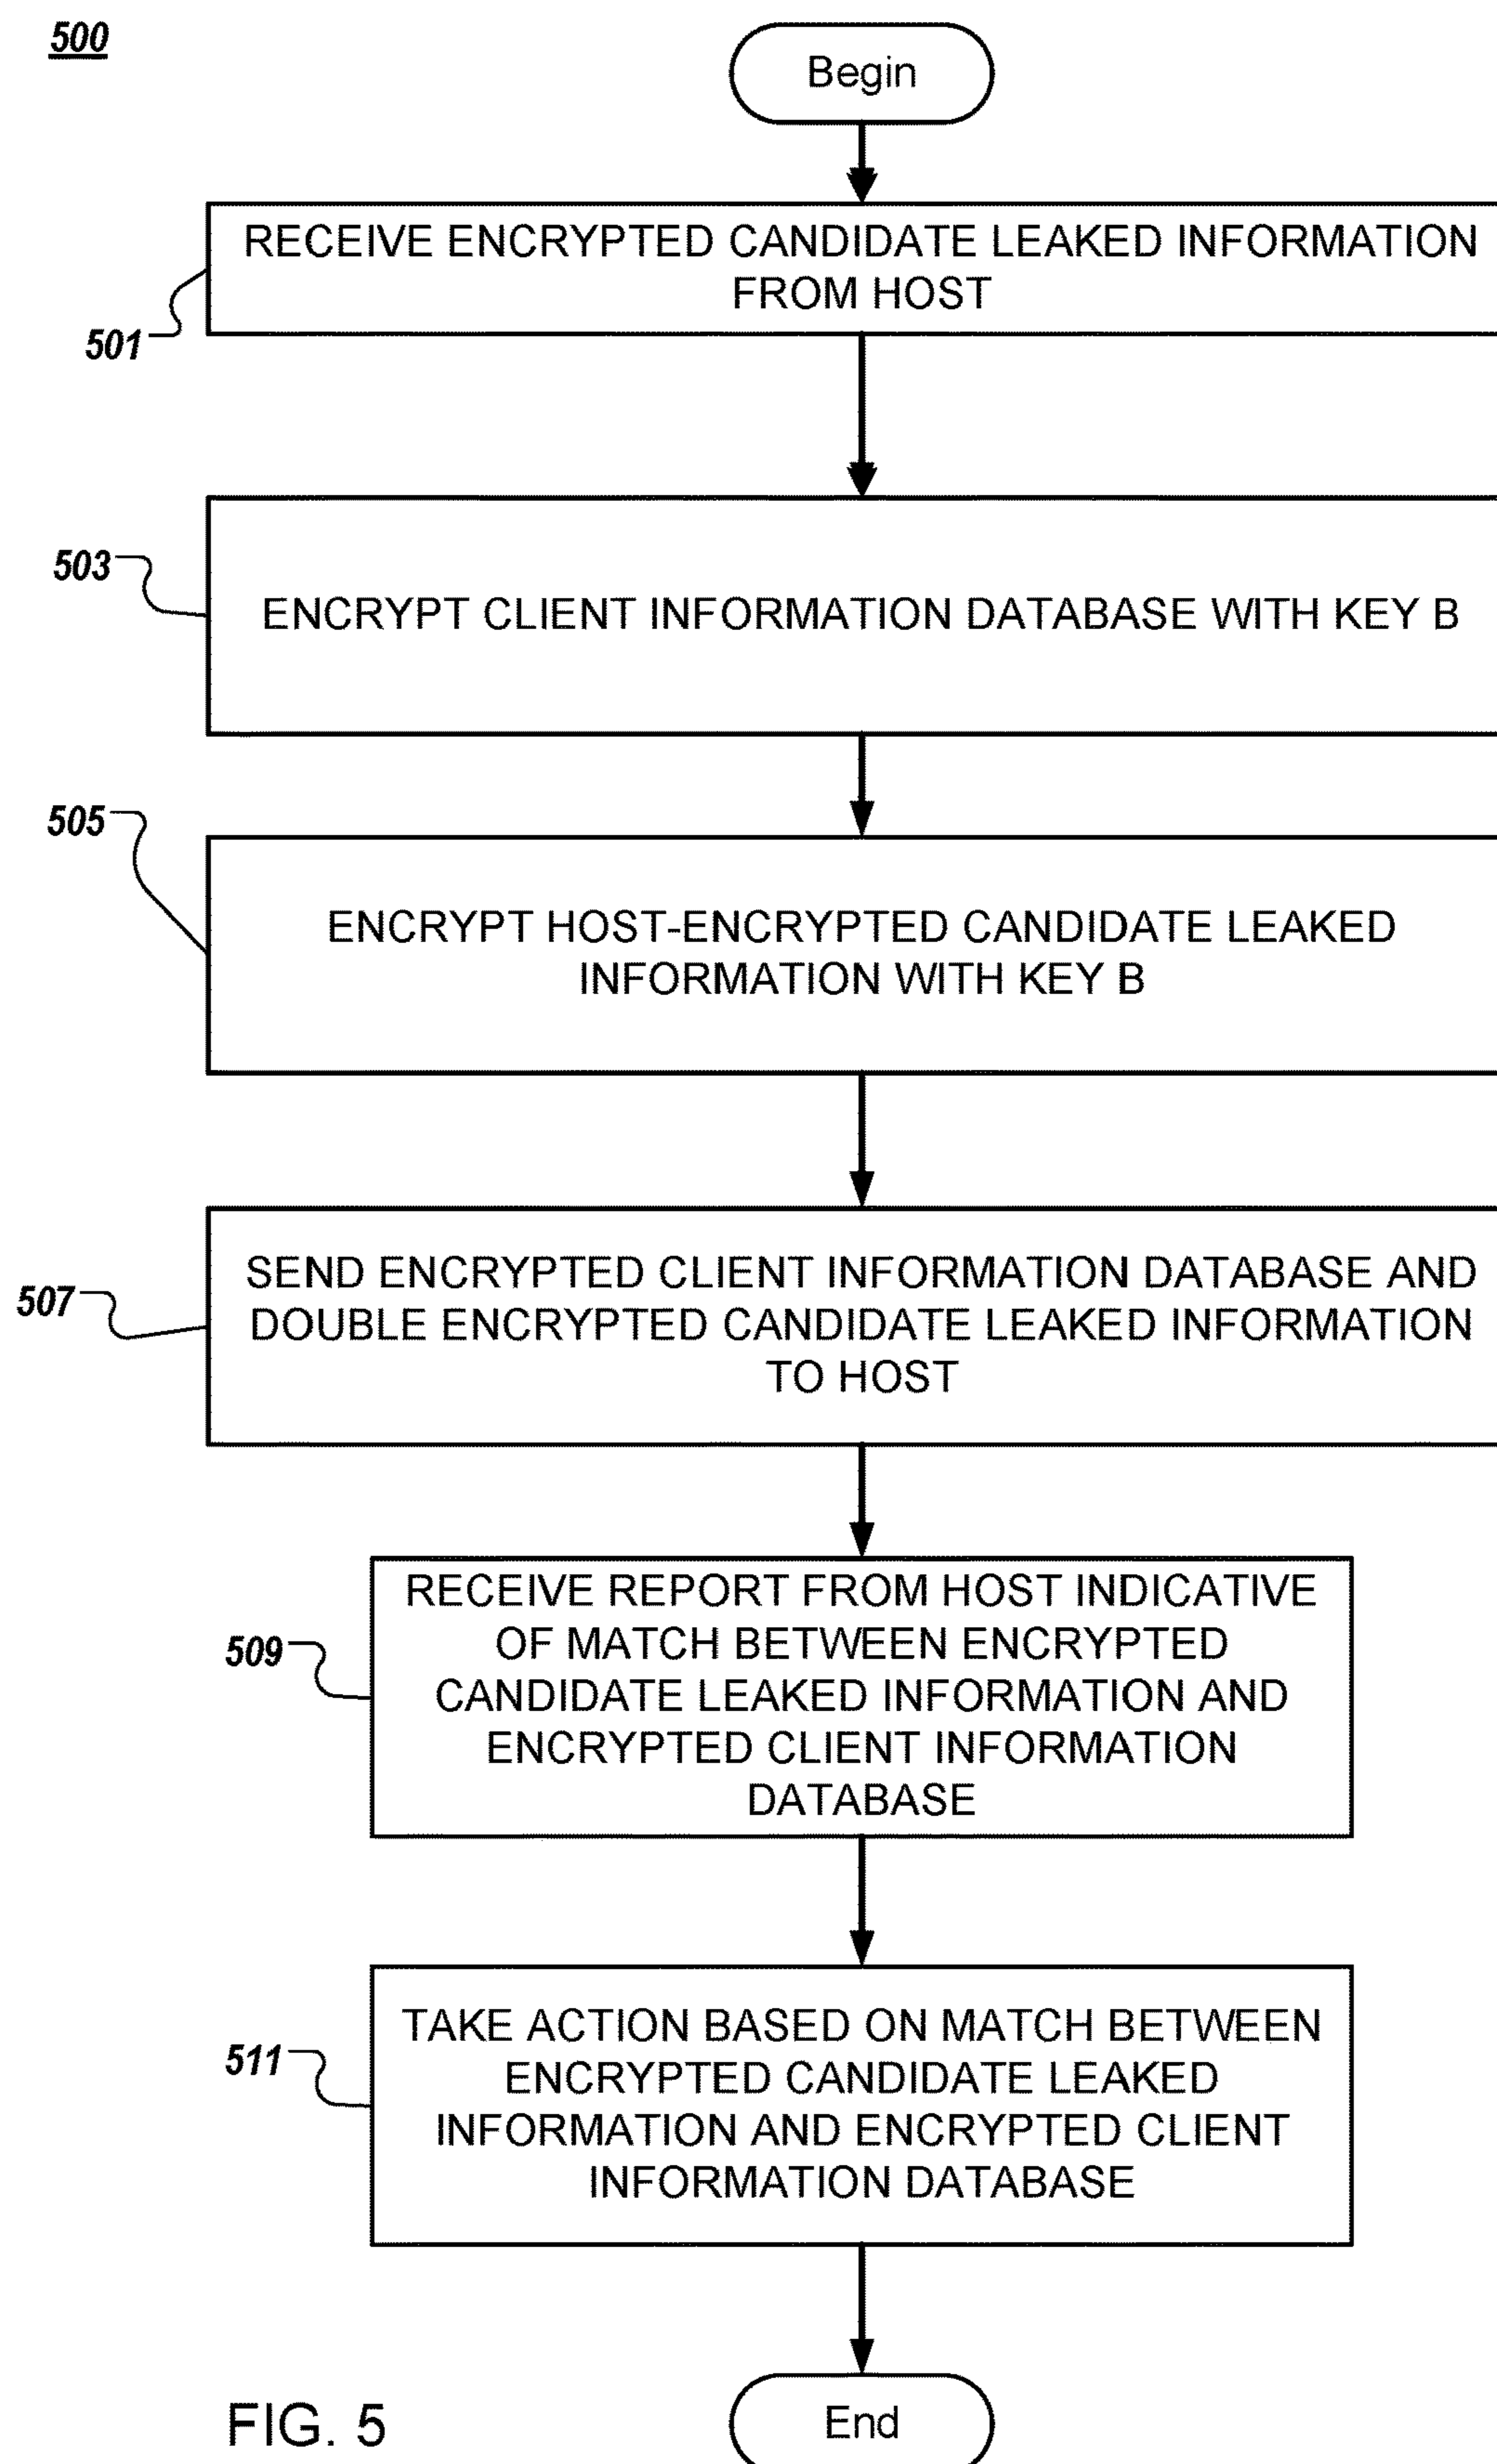 500
Begin
RECEIVE ENCRYPTED CANDIDATE LEAKED INFORMATION
FROM HOST
501
503
ENCRYPT CLIENT INFORMATION DATABASE WITH KEY B
505
ENCRYPT HOST-ENCRYPTED CANDIDATE LEAKED
INFORMATION WITH KEY B
507
SEND ENCRYPTED CLIENT INFORMATION DATABASE AND
DOUBLE ENCRYPTED CANDIDATE LEAKED INFORMATION
TO HOST
509
RECEIVE REPORT FROM HOST INDICATIVE
OF MATCH BETWEEN ENCRYPTED
CANDIDATE LEAKED INFORMATION AND
ENCRYPTED CLIENT INFORMATION
DATABASE
511
TAKE ACTION BASED ON MATCH BETWEEN
ENCRYPTED CANDIDATE LEAKED
INFORMATION AND ENCRYPTED CLIENT
INFORMATION DATABASE
FIG. 5
End